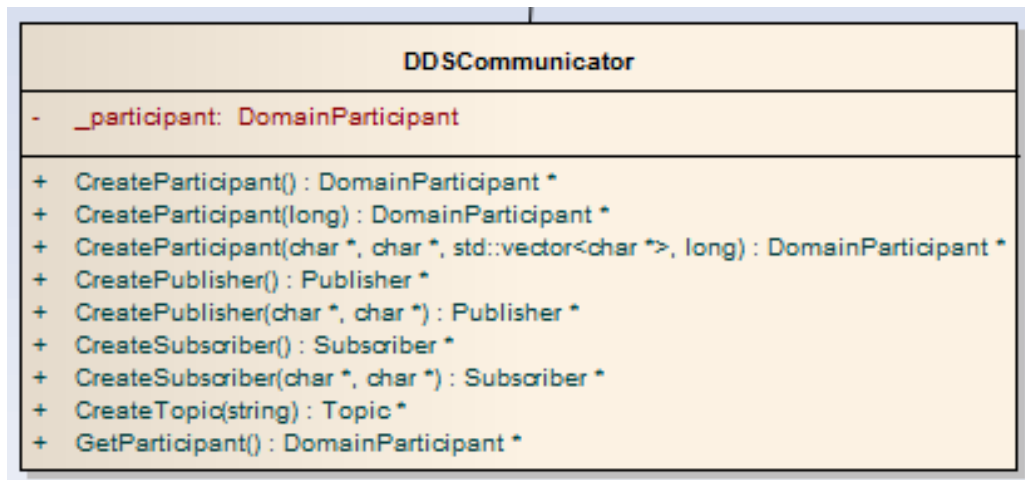 DDSCommunicator
- _participant: DomainParticipant
+ CreateParticipant() : DomainParticipant *
+ CreateParticipant(long) : DomainParticipant *
+ CreateParticipant(char *, char *, std::vector<char *>, long) : DomainParticipant *
+ CreatePublisher() : Publisher *
+ CreatePublisher(char *, char *) : Publisher *
+ CreateSubscriber() : Subscriber *
+ CreateSubscriber(char *, char *) : Subscriber *
+ CreateTopic(string) : Topic *
+ GetParticipant() : DomainParticipant *